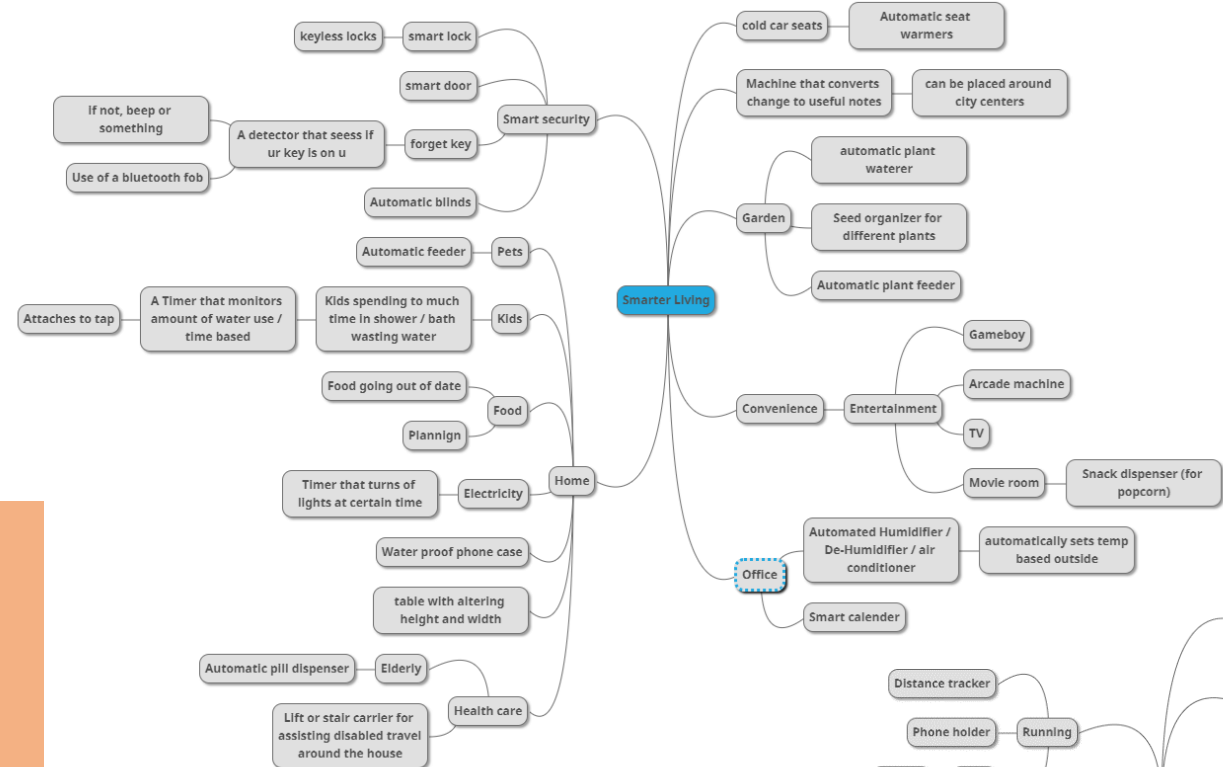 keyless locks
smart lock
smart door
If not, beep or
something
A detector that seess if
ur key is on u
forget key
Use of a bluetooth fob
Automatic blinds
Smart security
Automatic feeder
Pets
Attaches to tap
A Timer that monitors
amount of water use /
time based
Kids spending to much
time in shower / bath
wasting water
Kids
Food going out of date
Food
Plannign
Timer that turns of
lights at certain time
Electricity
Home
Water proof phone case
table with altering
height and width
Automatic pill dispenser
Elderly
Lift or stair carrier for
assisting disabled travel
around the house
Health care
Smarter Living
cold car seats
Automatic seat
warmers
Machine that converts
change to useful notes
can be placed around
city centers
Garden
automatic plant
waterer
Seed organizer for
different plants
Automatic plant feeder
Convenience
Entertainment
Gameboy
Arcade machine
TV
Movie room
Snack dispenser (for
popcorn)
Office
Automated Humidifier /
De-Humidifier / air
conditioner
automatically sets temp
based outside
Smart calender
Distance tracker
Phone holder
Running